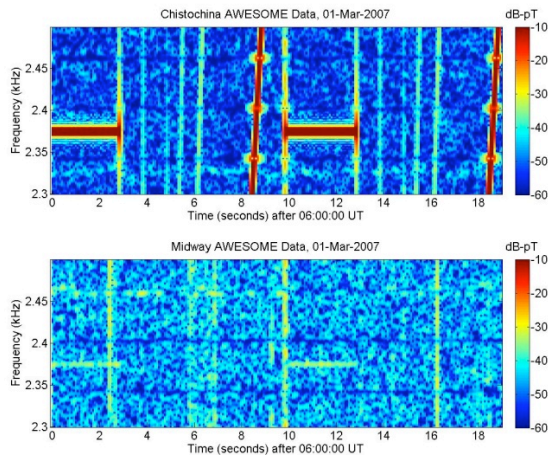 Chistochina AWESOME Data, 01-Mar-2007
dB-pT
Frequency (kHz)
2.45
2.4
2.35
2.3
0 2 4 6 8 10 12 14 16 18
Time (seconds) after 06:00:00 UT
-10
-20
-30
-40
-50
-60
Midway AWESOME Data, 01-Mar-2007
dB-pT
Frequency (kHz)
2.45
2.4
2.35
2.3
0 2 4 6 8 10 12 14 16 18
Time (seconds) after 06:00:00 UT
-10
-20
-30
-40
-50
-60